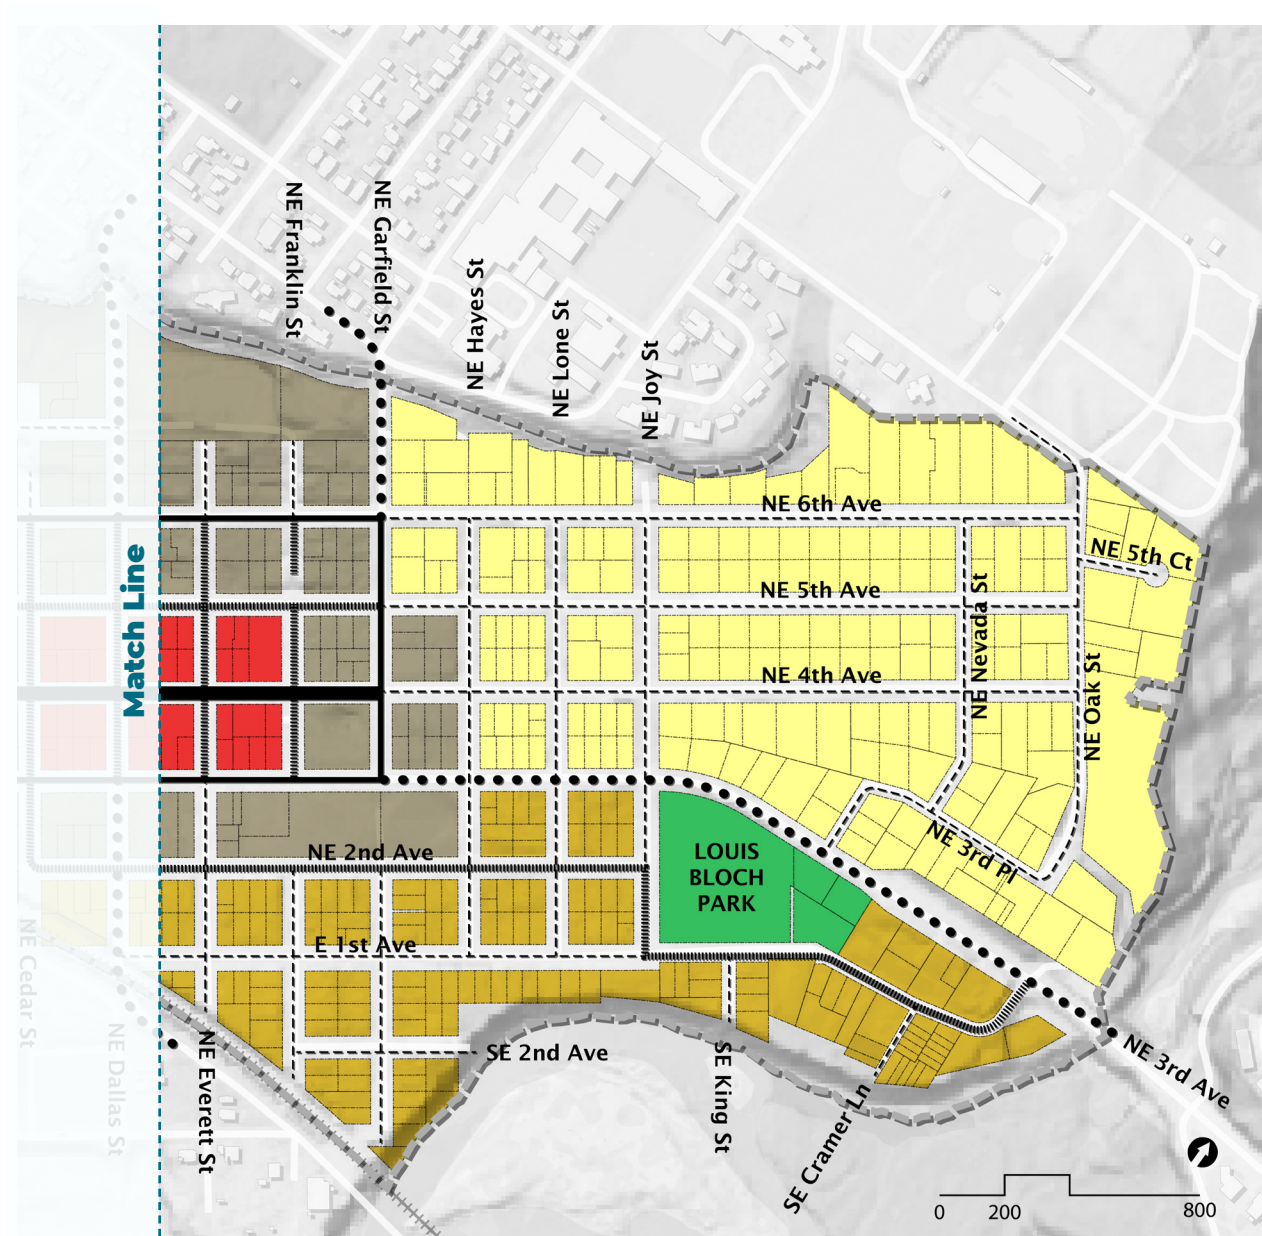 NE Franklin St
NE Garfield St
NE Hayes St
NE Lone St
NE Joy St
NE 6th Ave
NE 5th Ct
Match Line
NE 5th Ave
NE Nevada St
NE 4th Ave
NE Oak St
NE 2nd Ave
LOUIS
BLOCH
PARK
NE 3rd Pl
E 1st Ave
NE Cedar St
NE Dallas St
NE Everett St
SE 2nd Ave
SE King St
SE Cramer Ln
NE 3rd Ave
0 200 800